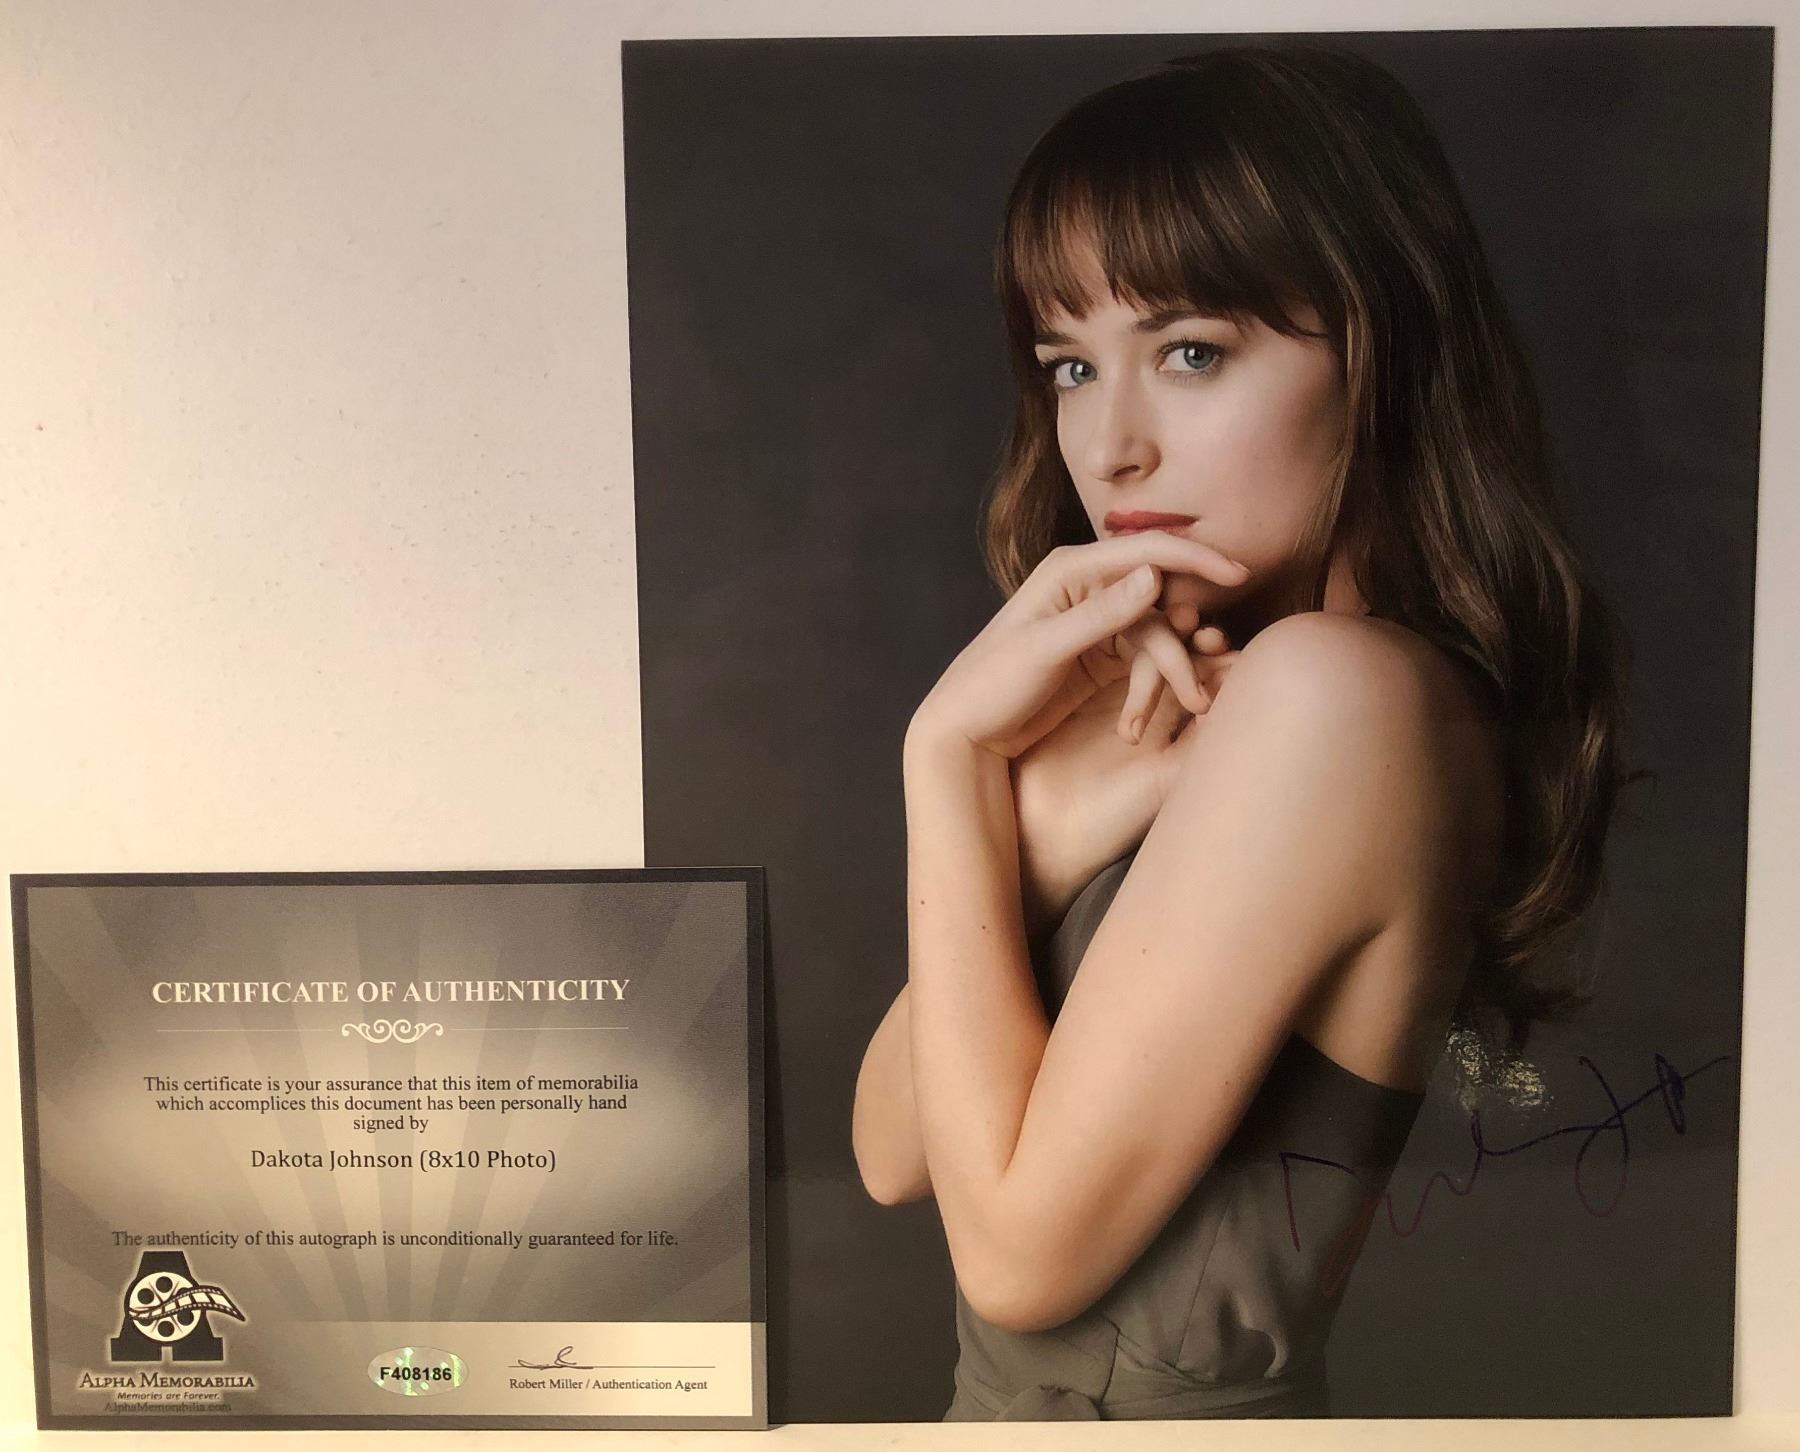 CERTIFICATE OF AUTHENTICITY
This certificate is your assurance that this item of memorabilia
which accomplices this document has been personally hand
signed by
Dakota Johnson (8x10 Photo)
The authenticity of this autograph is unconditionally guaranteed for life.
ALPHA MEMORABILIA
Memories are Forever.
AlphaMemorabilia.com
F408186
Robert Miller / Authentication Agent